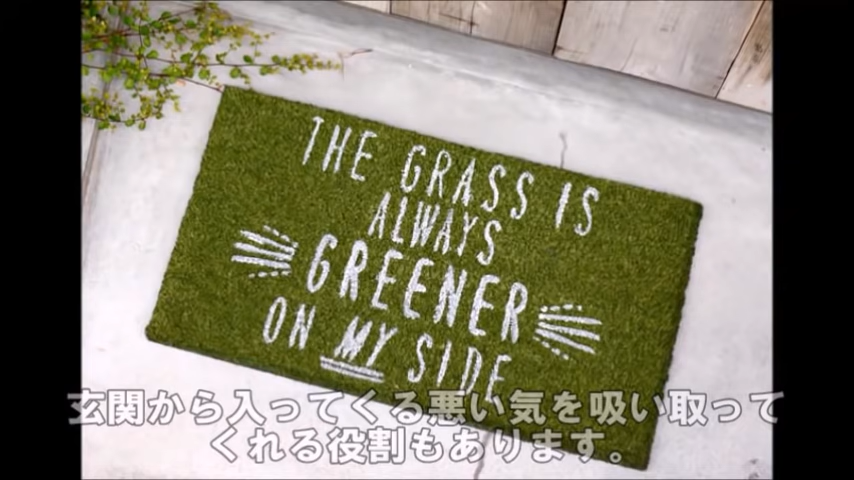 THE GRASS IS
ALWAYS
GREENER
ON MY SIDE
玄関から入ってくる悪い気を吸い取って
くれる役割もあります。